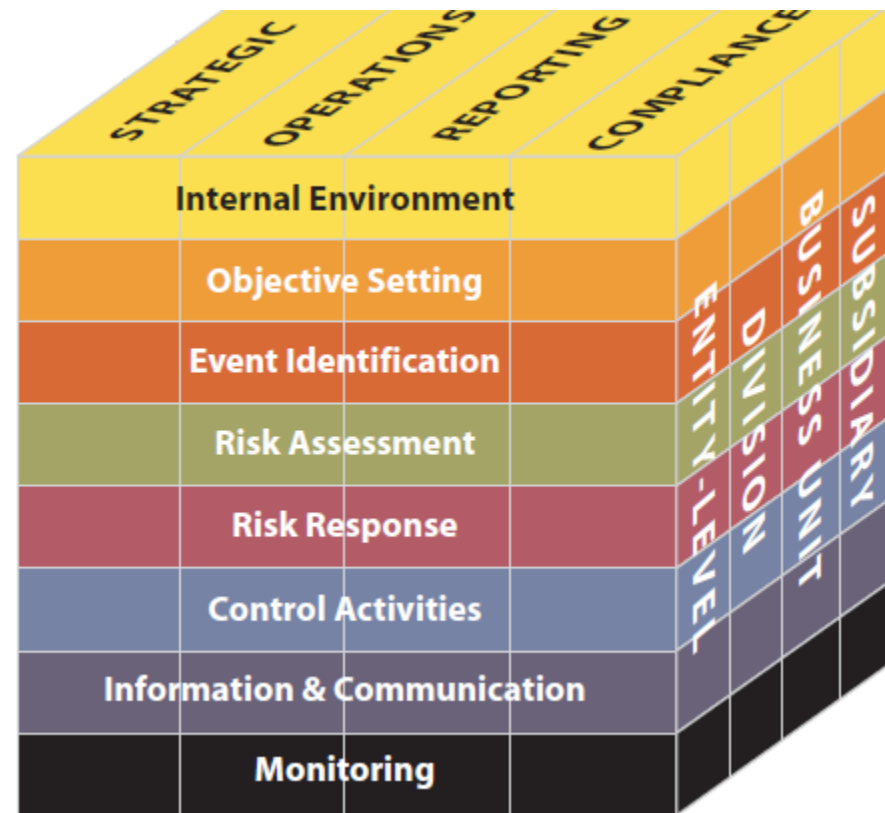 STRATEGIC
OPERATIONS
REPORTING
COMPLIANCE
Internal Environment
Objective Setting
Event Identification
Risk Assessment
Risk Response
Control Activities
Information & Communication
Monitoring
ENTITY-LEVEL
DIVISION
BUSINESS UNIT
SUBSIDIARY